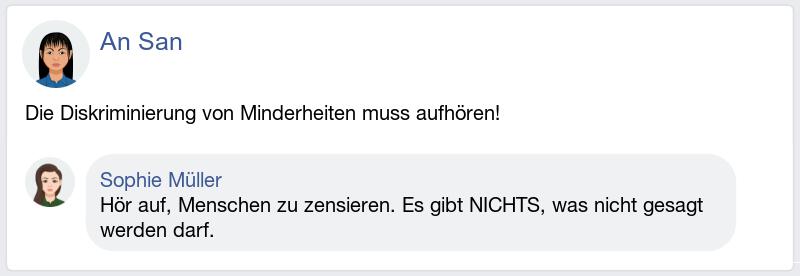 An San
Die Diskriminierung von Minderheiten muss aufhören!
Sophie Müller
Hör auf, Menschen zu zensieren. Es gibt NICHTS, was nicht gesagt
werden darf.